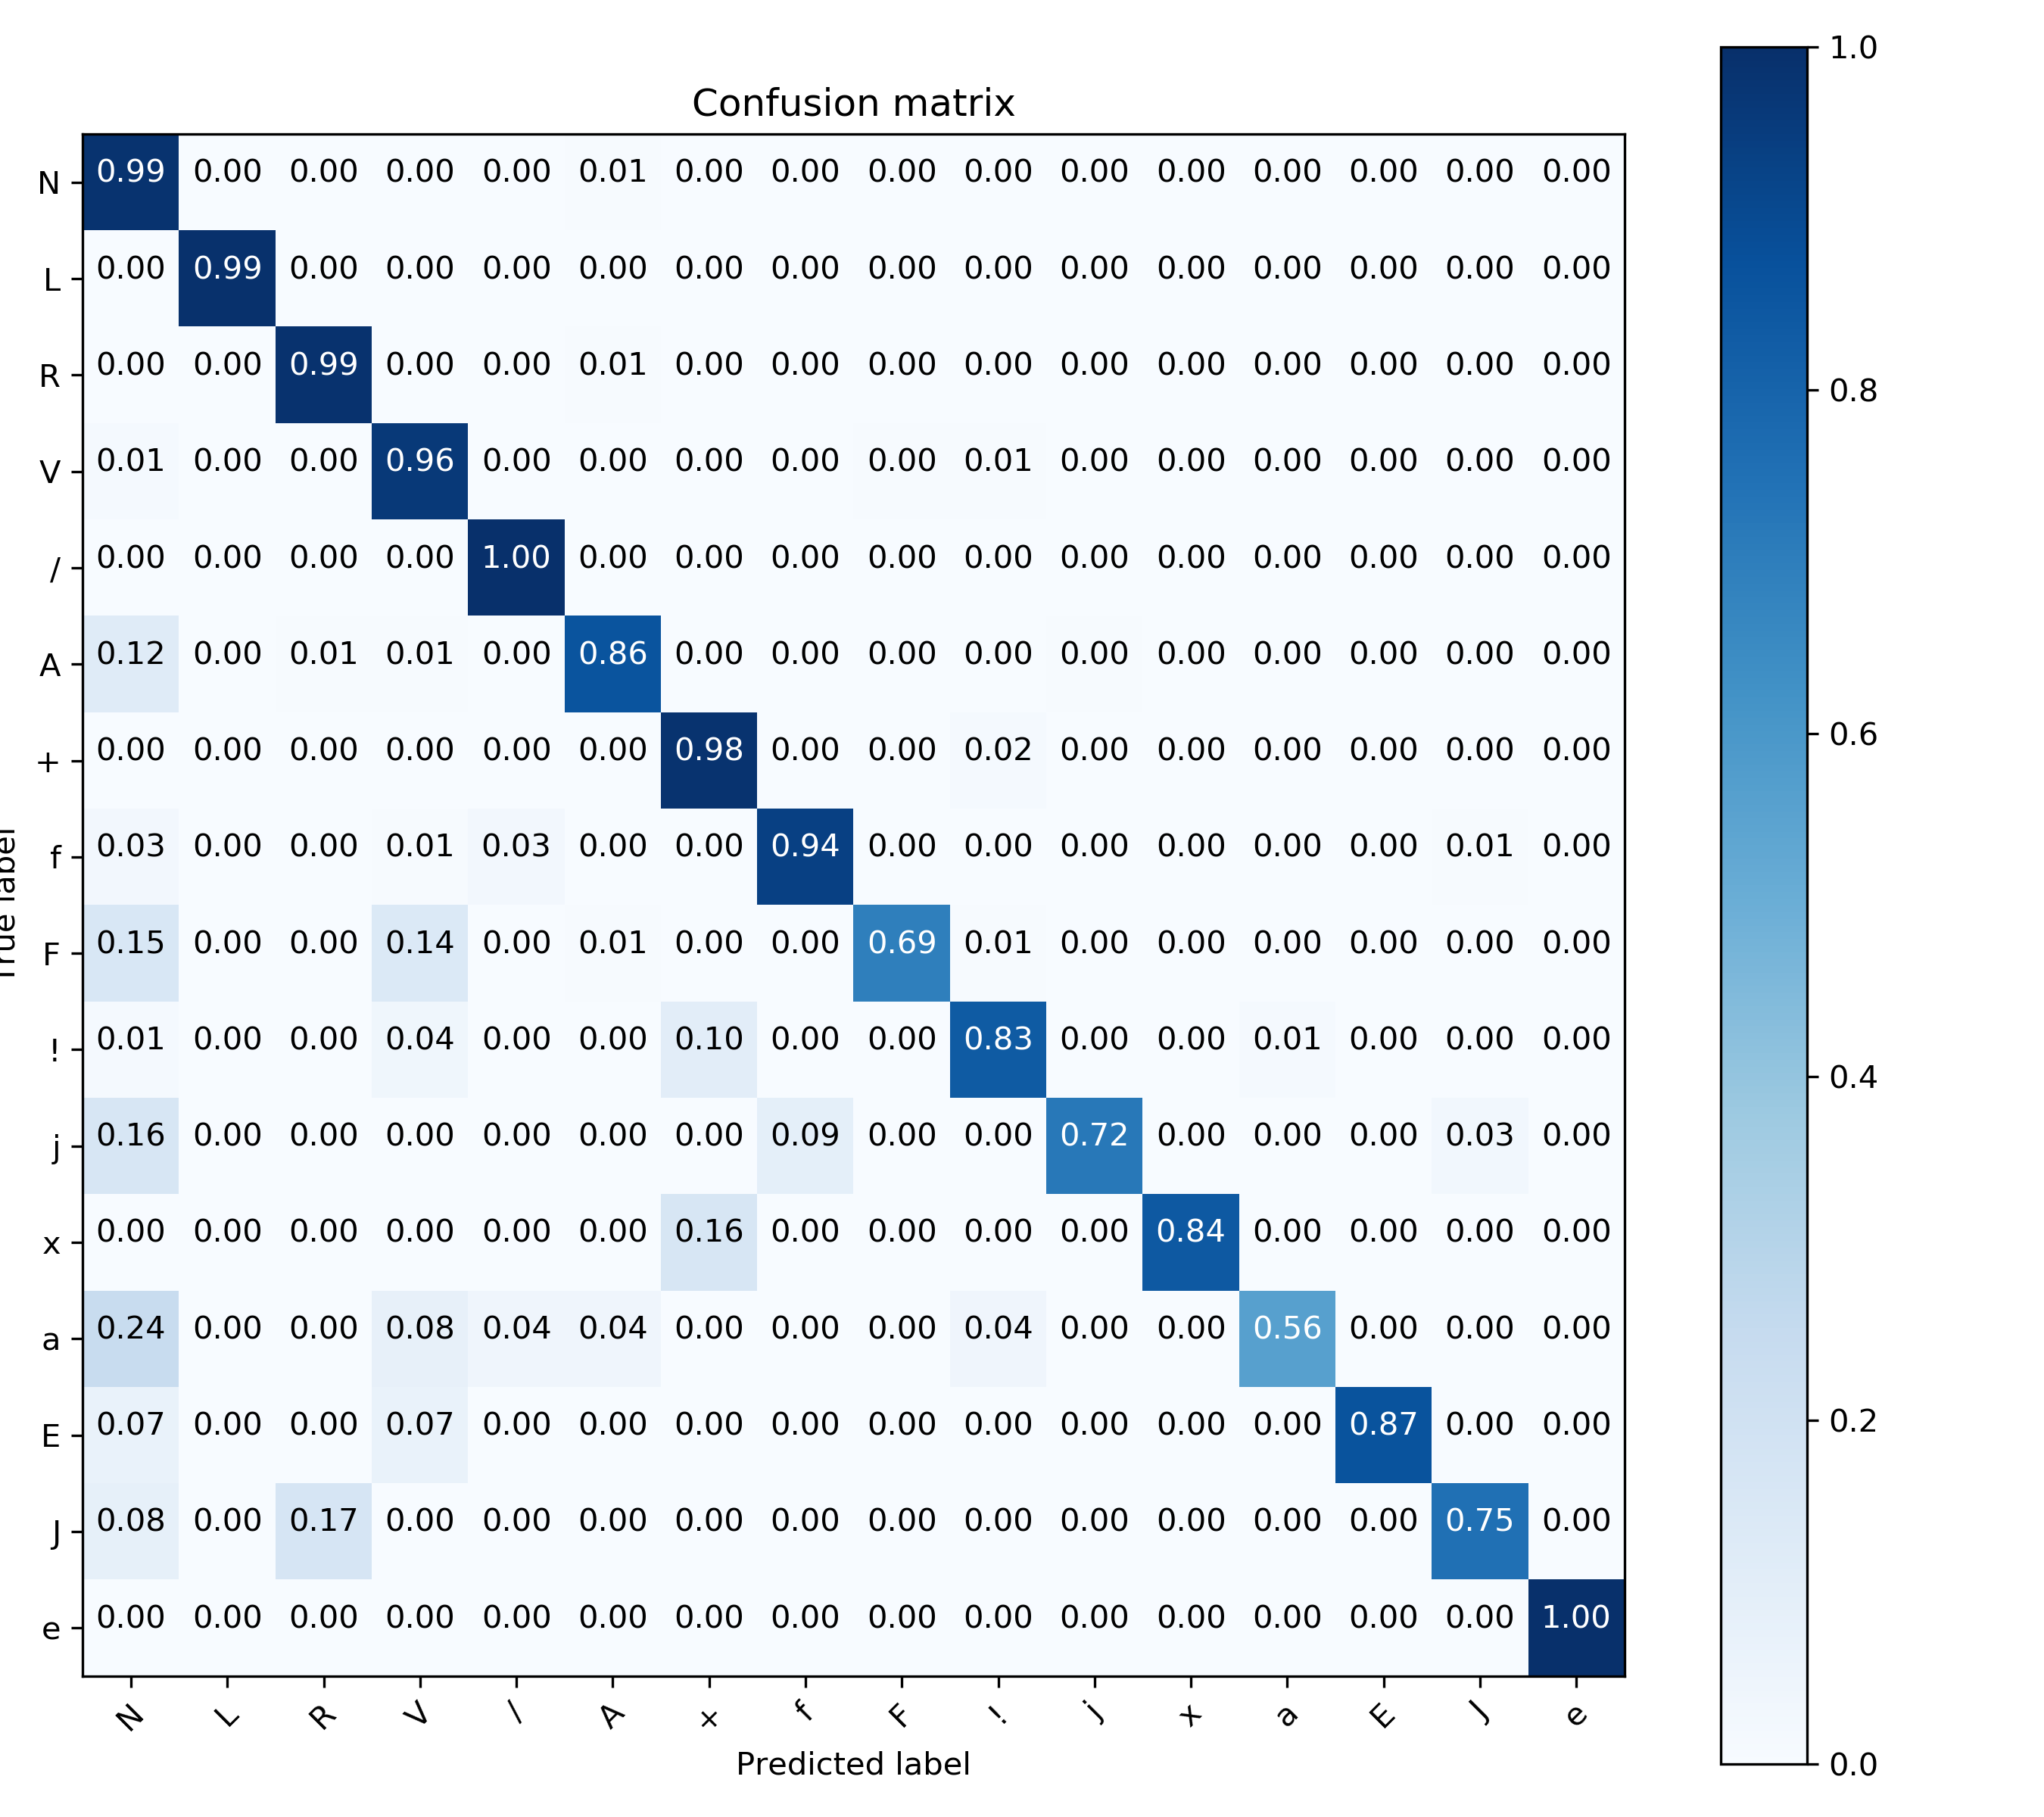 Confusion matrix
N 0.99 0.00 0.00 0.00 0.00 0.01 0.00 0.00 0.00 0.00 0.00 0.00 0.00 0.00 0.00 0.00
L 0.00 0.99 0.00 0.00 0.00 0.00 0.00 0.00 0.00 0.00 0.00 0.00 0.00 0.00 0.00 0.00
R 0.00 0.00 0.99 0.00 0.00 0.01 0.00 0.00 0.00 0.00 0.00 0.00 0.00 0.00 0.00 0.00
V 0.01 0.00 0.00 0.96 0.00 0.00 0.00 0.00 0.00 0.01 0.00 0.00 0.00 0.00 0.00 0.00
/ 0.00 0.00 0.00 0.00 1.00 0.00 0.00 0.00 0.00 0.00 0.00 0.00 0.00 0.00 0.00 0.00
A 0.12 0.00 0.01 0.01 0.00 0.86 0.00 0.00 0.00 0.00 0.00 0.00 0.00 0.00 0.00 0.00
+ 0.00 0.00 0.00 0.00 0.00 0.00 0.98 0.00 0.00 0.02 0.00 0.00 0.00 0.00 0.00 0.00
f 0.03 0.00 0.00 0.01 0.03 0.00 0.00 0.94 0.00 0.00 0.00 0.00 0.00 0.00 0.01 0.00
F 0.15 0.00 0.00 0.14 0.00 0.01 0.00 0.00 0.69 0.01 0.00 0.00 0.00 0.00 0.00 0.00
! 0.01 0.00 0.00 0.04 0.00 0.00 0.10 0.00 0.00 0.83 0.00 0.00 0.01 0.00 0.00 0.00
j 0.16 0.00 0.00 0.00 0.00 0.00 0.00 0.09 0.00 0.00 0.72 0.00 0.00 0.00 0.03 0.00
x 0.00 0.00 0.00 0.00 0.00 0.00 0.16 0.00 0.00 0.00 0.00 0.84 0.00 0.00 0.00 0.00
a 0.24 0.00 0.00 0.08 0.04 0.04 0.00 0.00 0.00 0.04 0.00 0.00 0.56 0.00 0.00 0.00
E 0.07 0.00 0.00 0.07 0.00 0.00 0.00 0.00 0.00 0.00 0.00 0.00 0.00 0.87 0.00 0.00
J 0.08 0.00 0.17 0.00 0.00 0.00 0.00 0.00 0.00 0.00 0.00 0.00 0.00 0.00 0.75 0.00
e 0.00 0.00 0.00 0.00 0.00 0.00 0.00 0.00 0.00 0.00 0.00 0.00 0.00 0.00 0.00 1.00
N L R V / A + f F ! j x a E J e
Predicted label
True label
1.0
0.8
0.6
0.4
0.2
0.0